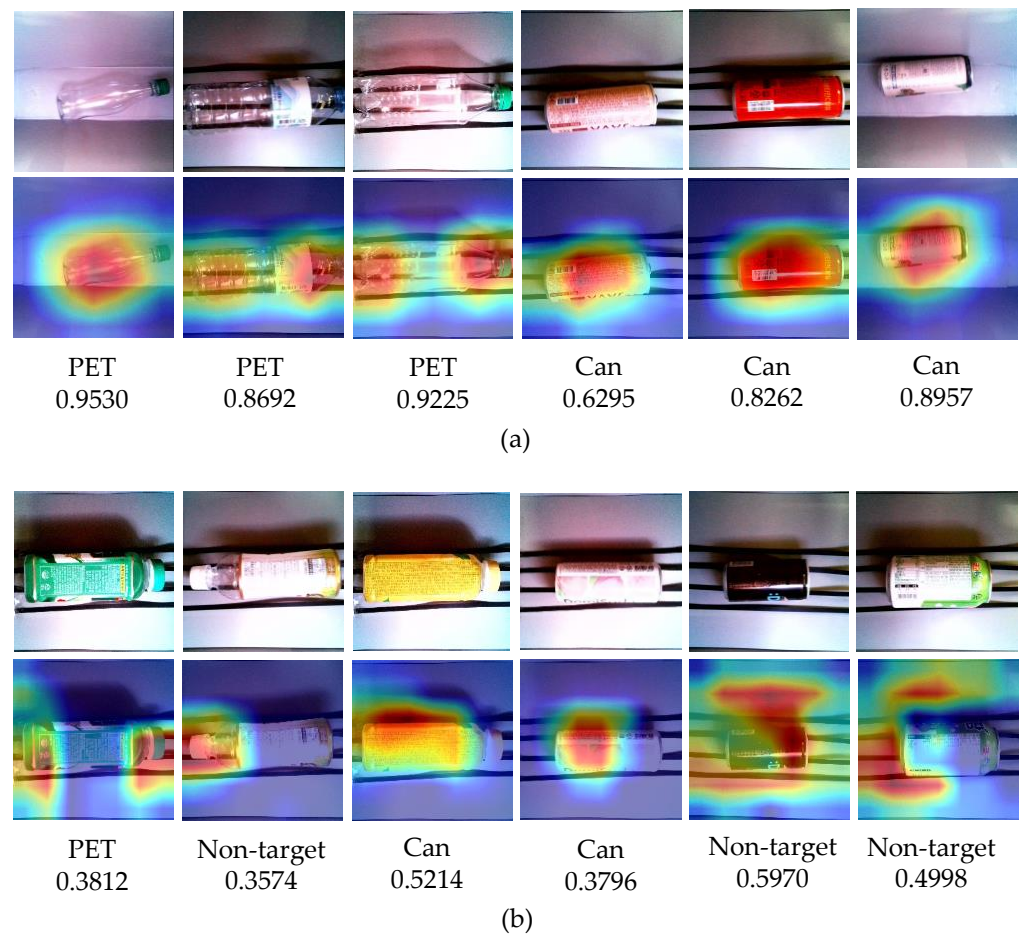 PET PET PET Can Can Can
0.9530 0.8692 0.9225 0.6295 0.8262 0.8957
(a)
PET Non-target Can Can Non-target Non-target
0.3812 0.3574 0.5214 0.3796 0.5970 0.4998
(b)